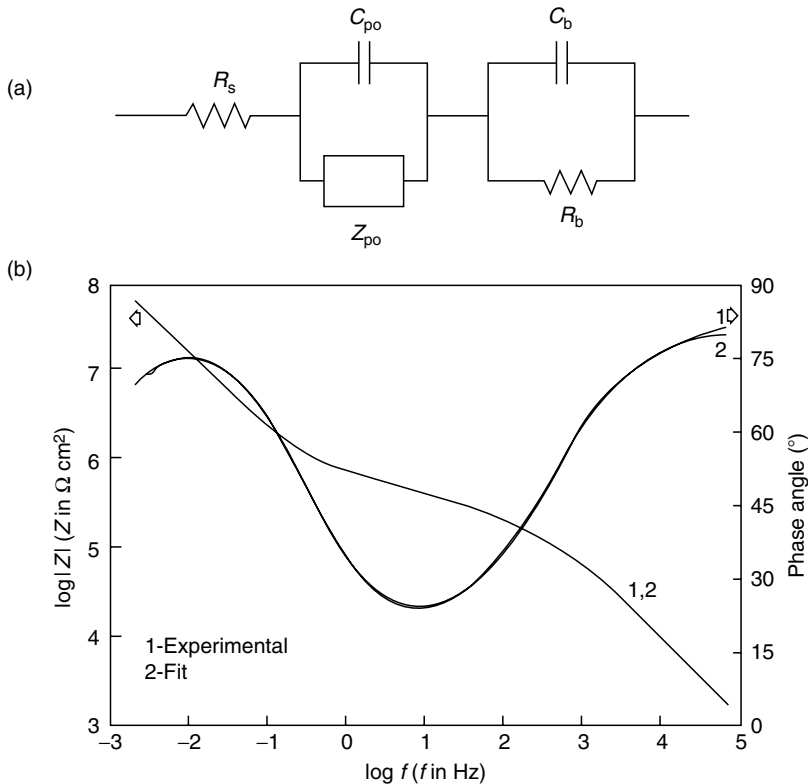 (a)
Rs
Cpo
Zpo
Cb
Rb
(b)
log |Z| (Z in Ω cm²)
8
7
6
5
4
3
90
75
60
45
30
15
0
Phase angle (°)
1
2
1,2
1-Experimental
2-Fit
−3 −2 −1 0 1 2 3 4 5
log f (f in Hz)